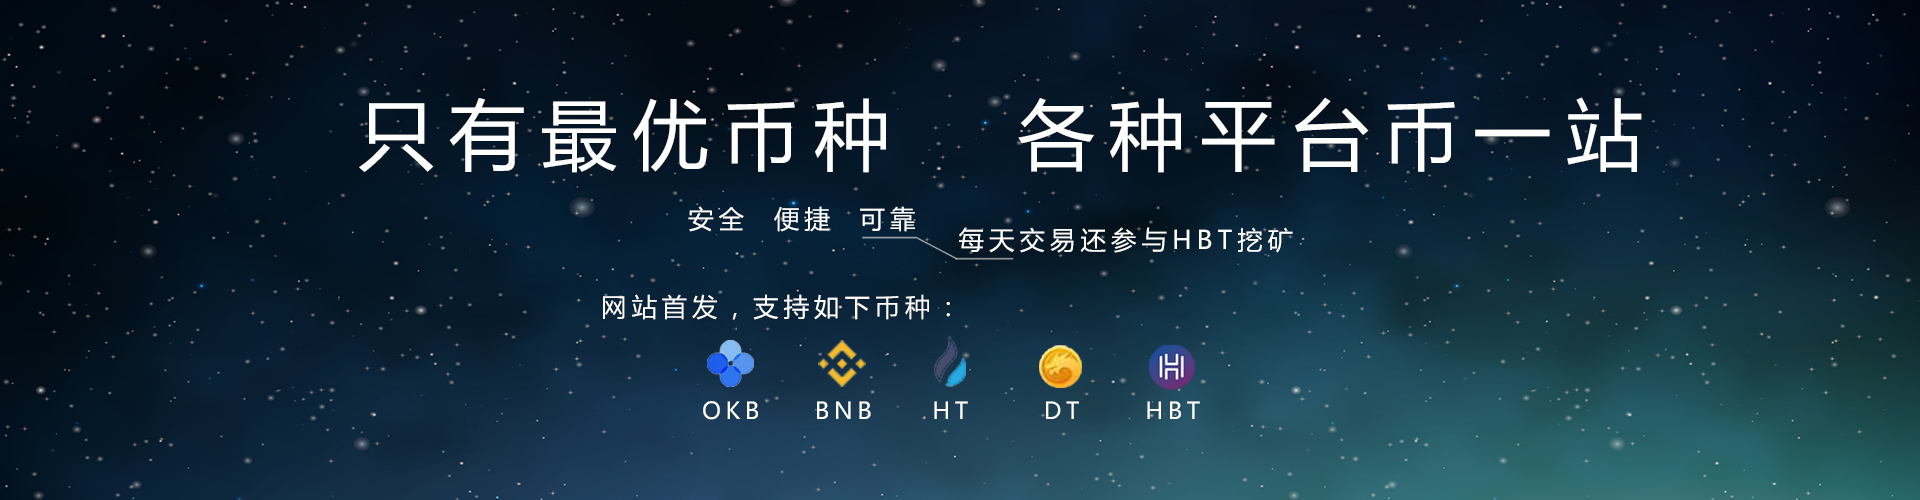 只有最优币种 各种平台币一站
安全 便捷 可靠
每天交易还参与HBT挖矿
网站首发，支持如下币种：
OKB BNB HT DT HBT